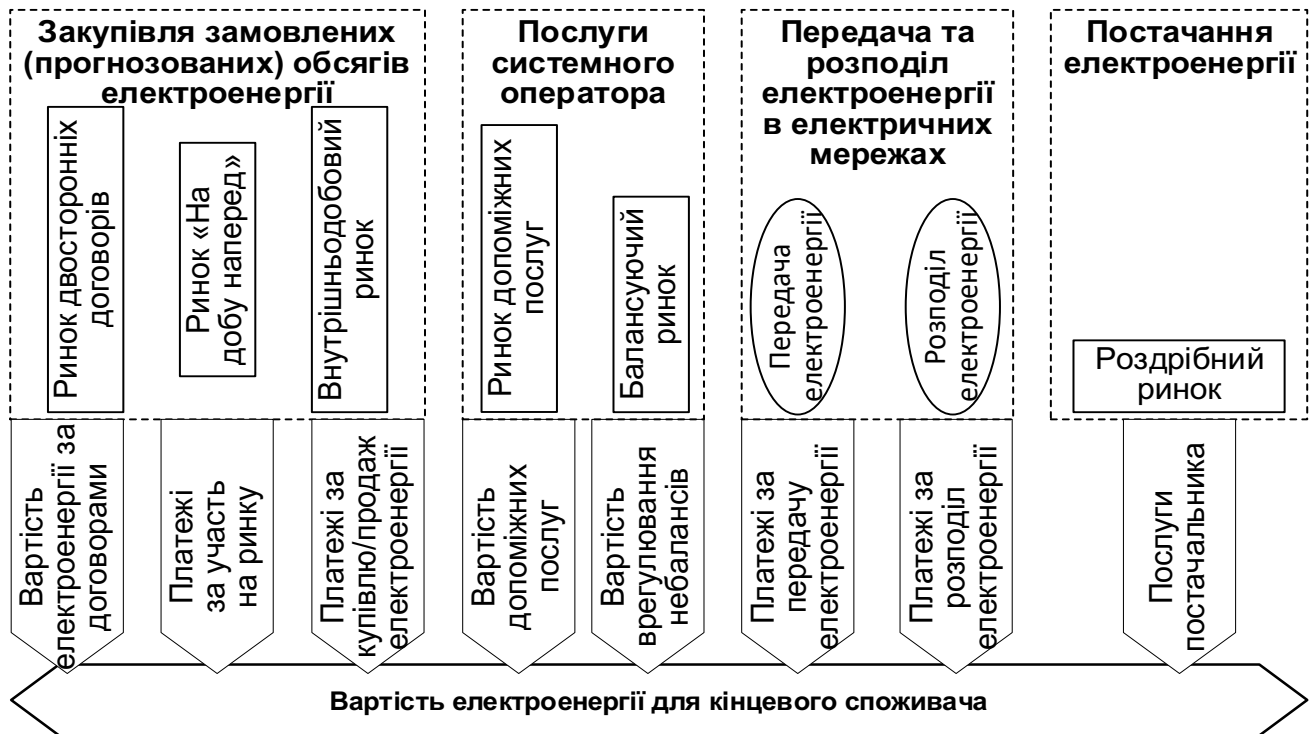 Закупівля замовлених
(прогнозованих) обсягів
електроенергії
Ринок двосторонніх
договорів
Ринок «На
добу наперед»
Внутрішньодобовий
ринок
Послуги
системного
оператора
Ринок допоміжних
послуг
Балансуючий
ринок
Передача та
розподіл
електроенергії
в електричних
мережах
Передача
електроенергії
Розподіл
електроенергії
Постачання
електроенергії
Роздрібний
ринок
Вартість
електроенергії за
договорами
Платежі
за участь
на ринку
Платежі за
купівлю/продаж
електроенергії
Вартість
допоміжних
послуг
Вартість
врегулювання
небалансів
Платежі за
передачу
електроенергії
Платежі за
розподіл
електроенергії
Послуги
постачальника
Вартість електроенергії для кінцевого споживача